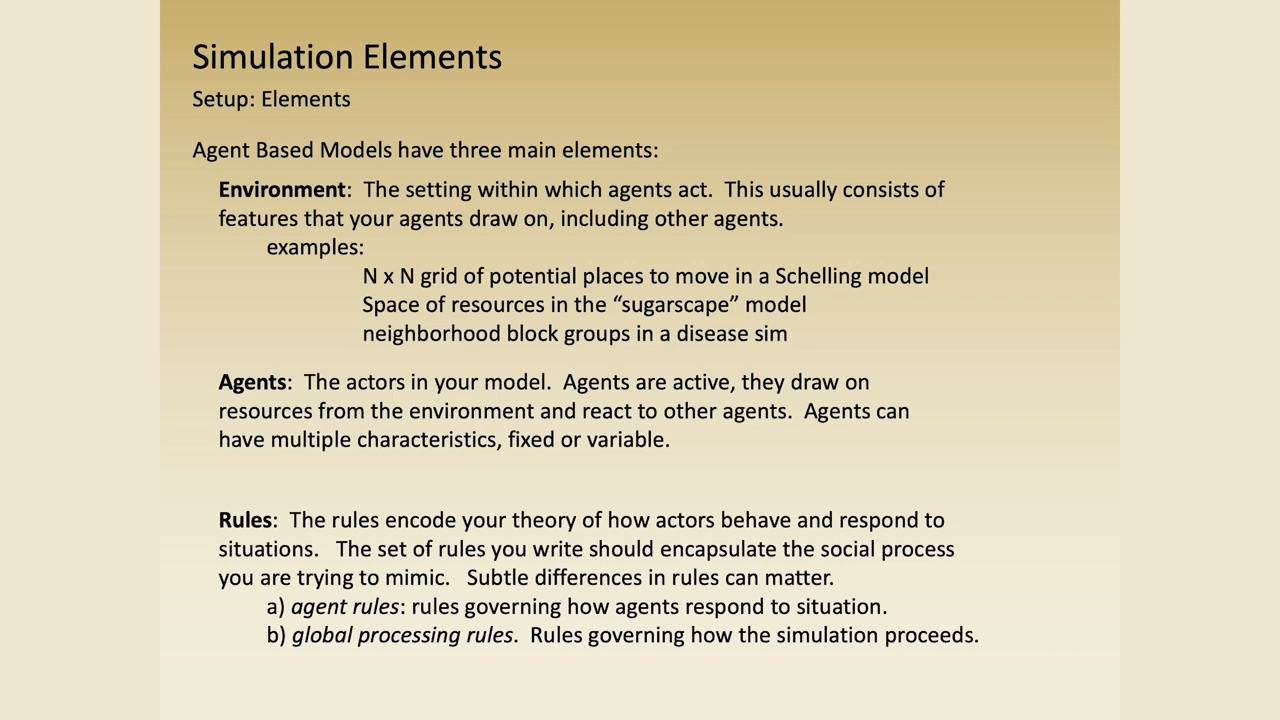 Simulation Elements
Setup: Elements
Agent Based Models have three main elements:
Environment:  The setting within which agents act.  This usually consists of
features that your agents draw on, including other agents.
examples:
N x N grid of potential places to move in a Schelling model
Space of resources in the “sugarscape” model
neighborhood block groups in a disease sim
Agents:  The actors in your model.  Agents are active, they draw on
resources from the environment and react to other agents.  Agents can
have multiple characteristics, fixed or variable.
Rules:  The rules encode your theory of how actors behave and respond to
situations.   The set of rules you write should encapsulate the social process
you are trying to mimic.   Subtle differences in rules can matter.
a) agent rules: rules governing how agents respond to situation.
b) global processing rules.  Rules governing how the simulation proceeds.